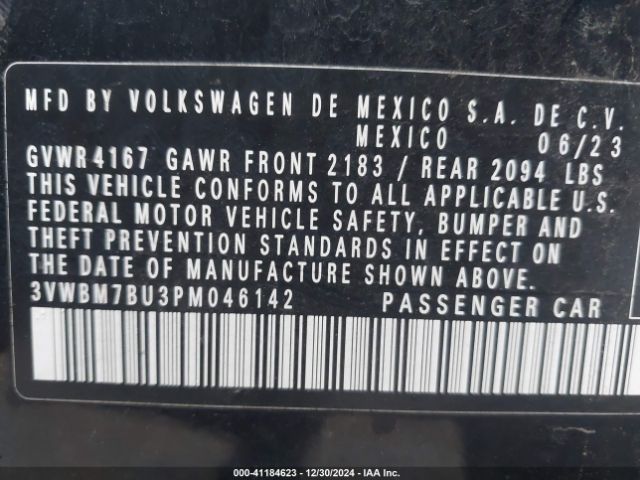 MFD BY VOLKSWAGEN DE MEXICO S.A. DE C.V.
MEXICO 06/23
GVWR 4167 GAWR FRONT 2183 / REAR 2094 LBS
THIS VEHICLE CONFORMS TO ALL APPLICABLE U.S.
FEDERAL MOTOR VEHICLE SAFETY, BUMPER AND
THEFT PREVENTION STANDARDS IN EFFECT ON
THE DATE OF MANUFACTURE SHOWN ABOVE.
3VWBM7BU3PM046142 PASSENGER CAR
000-41184623 - 12/30/2024 - IAA Inc.